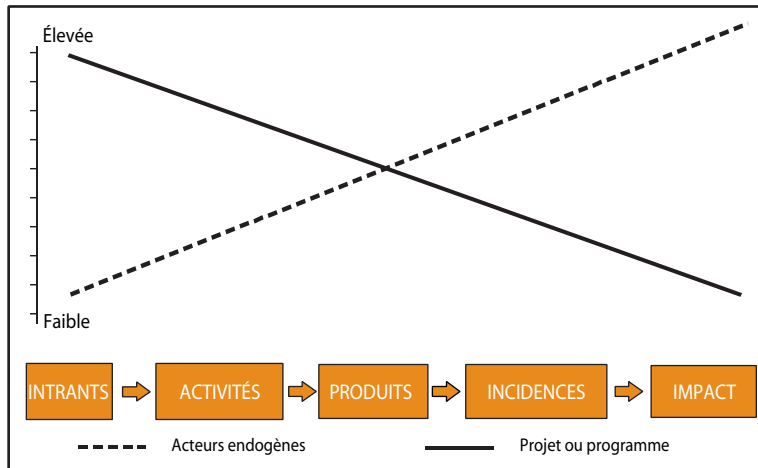 Élevée
Faible
INTRANTS ACTIVITÉS PRODUITS INCIDENCES IMPACT
Acteurs endogènes Projet ou programme